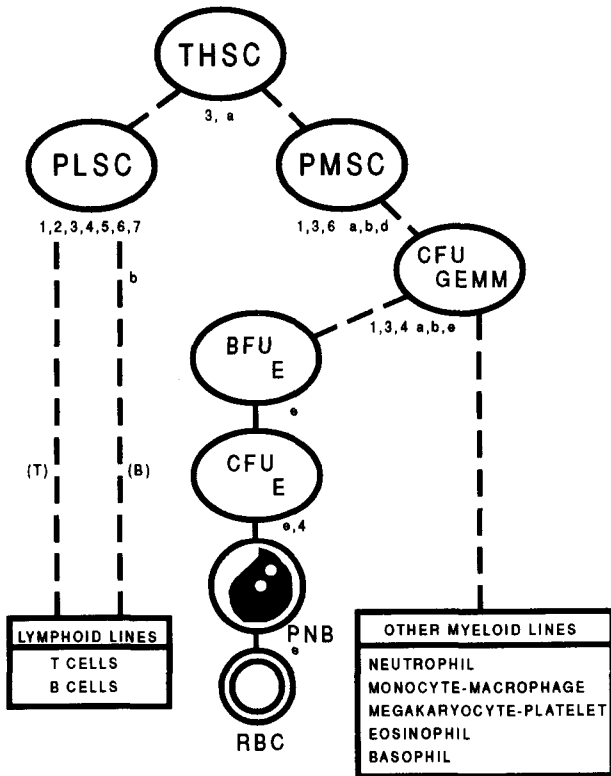 THSC
3, a
PLSC
PMSC
1,2,3,4,5,6,7
1,3,6 a,b,d
b
CFU
GEMM
1,3,4 a,b,e
BFU
E
e
CFU
E
(T)
(B)
e,4
PNB
e
RBC
LYMPHOID LINES
T CELLS
B CELLS
OTHER MYELOID LINES
NEUTROPHIL
MONOCYTE-MACROPHAGE
MEGAKARYOCYTE-PLATELET
EOSINOPHIL
BASOPHIL